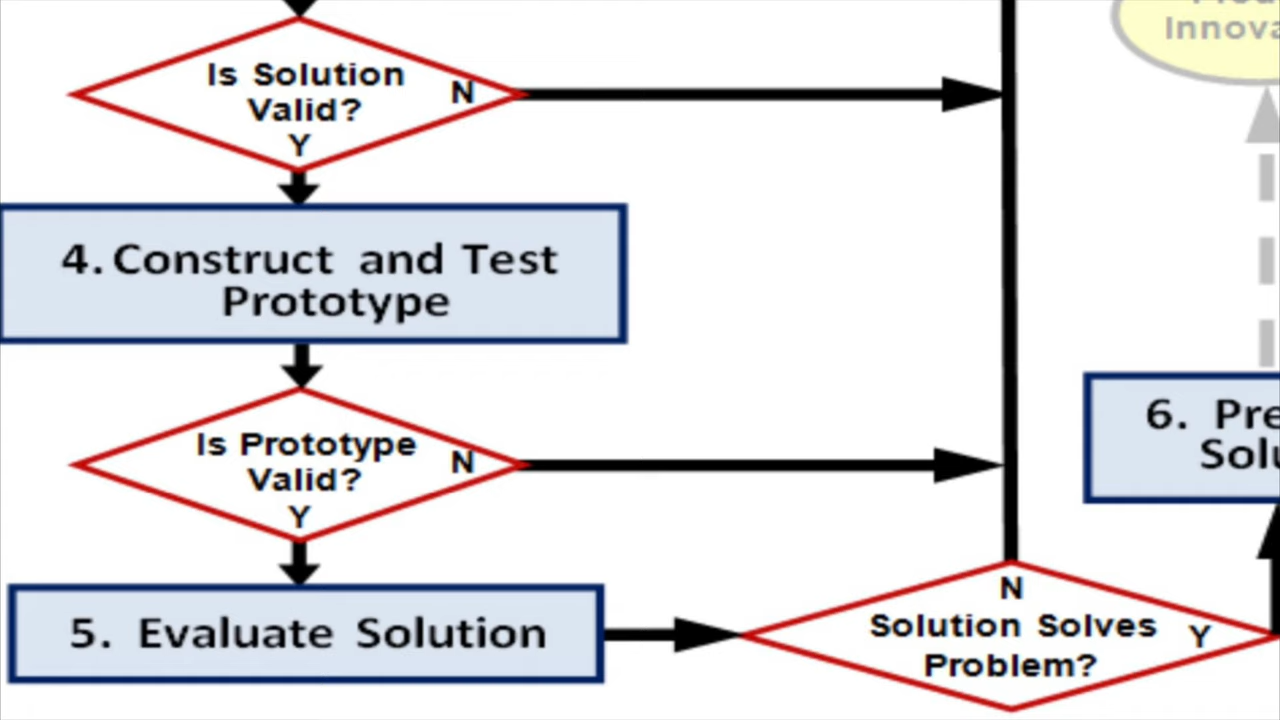 Is Solution
Valid?
N
Y
Innova
4. Construct and Test
Prototype
Is Prototype
Valid?
N
Y
6. Pre
Solu
5. Evaluate Solution
N
Solution Solves
Problem?
Y